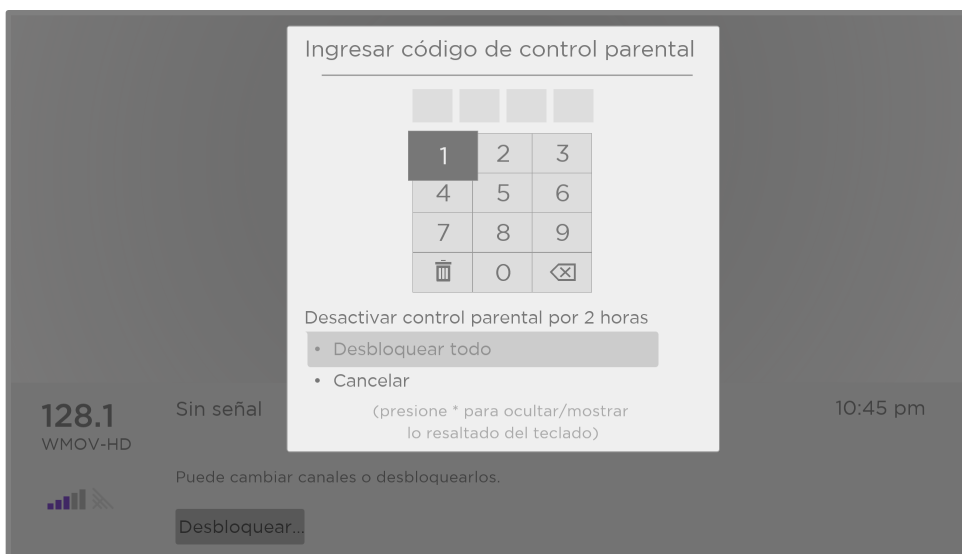 Ingresar código de control parental
1 2 3
4 5 6
7 8 9
0
Desactivar control parental por 2 horas
• Desbloquear todo
• Cancelar
(presione * para ocultar/mostrar
lo resaltado del teclado)
128.1
WMOV-HD
Sin señal
10:45 pm
Puede cambiar canales o desbloquearlos.
Desbloquear...